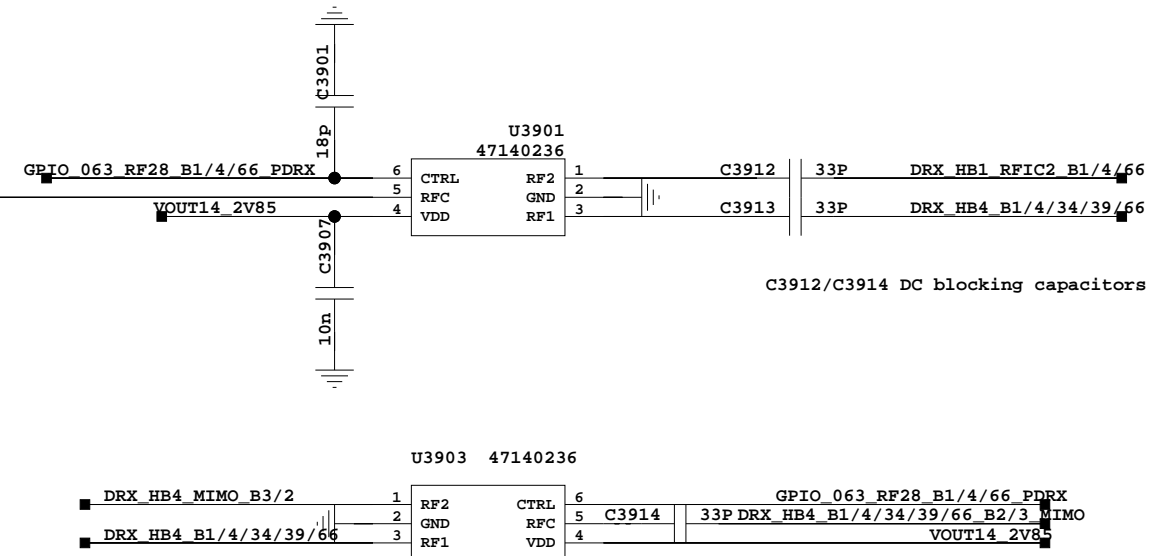 C3901
18p
U3901
47140236
GPIO_063_RF28_B1/4/66_PDRX
6 CTRL RF2 1 C3912 33P DRX_HB1_RFIC2_B1/4/66
5 RFC GND 2
VOUT14_2V85 4 VDD RF1 3 C3913 33P DRX_HB4_B1/4/34/39/66
C3907
10n
C3912/C3914 DC blocking capacitors
U3903 47140236
DRX_HB4_MIMO_B3/2 1 RF2 CTRL 6 GPIO_063_RF28_B1/4/66_PDRX
2 GND RFC 5 C3914 33P DRX_HB4_B1/4/34/39/66_B2/3_MIMO
DRX_HB4_B1/4/34/39/66 3 RF1 VDD 4 VOUT14_2V85